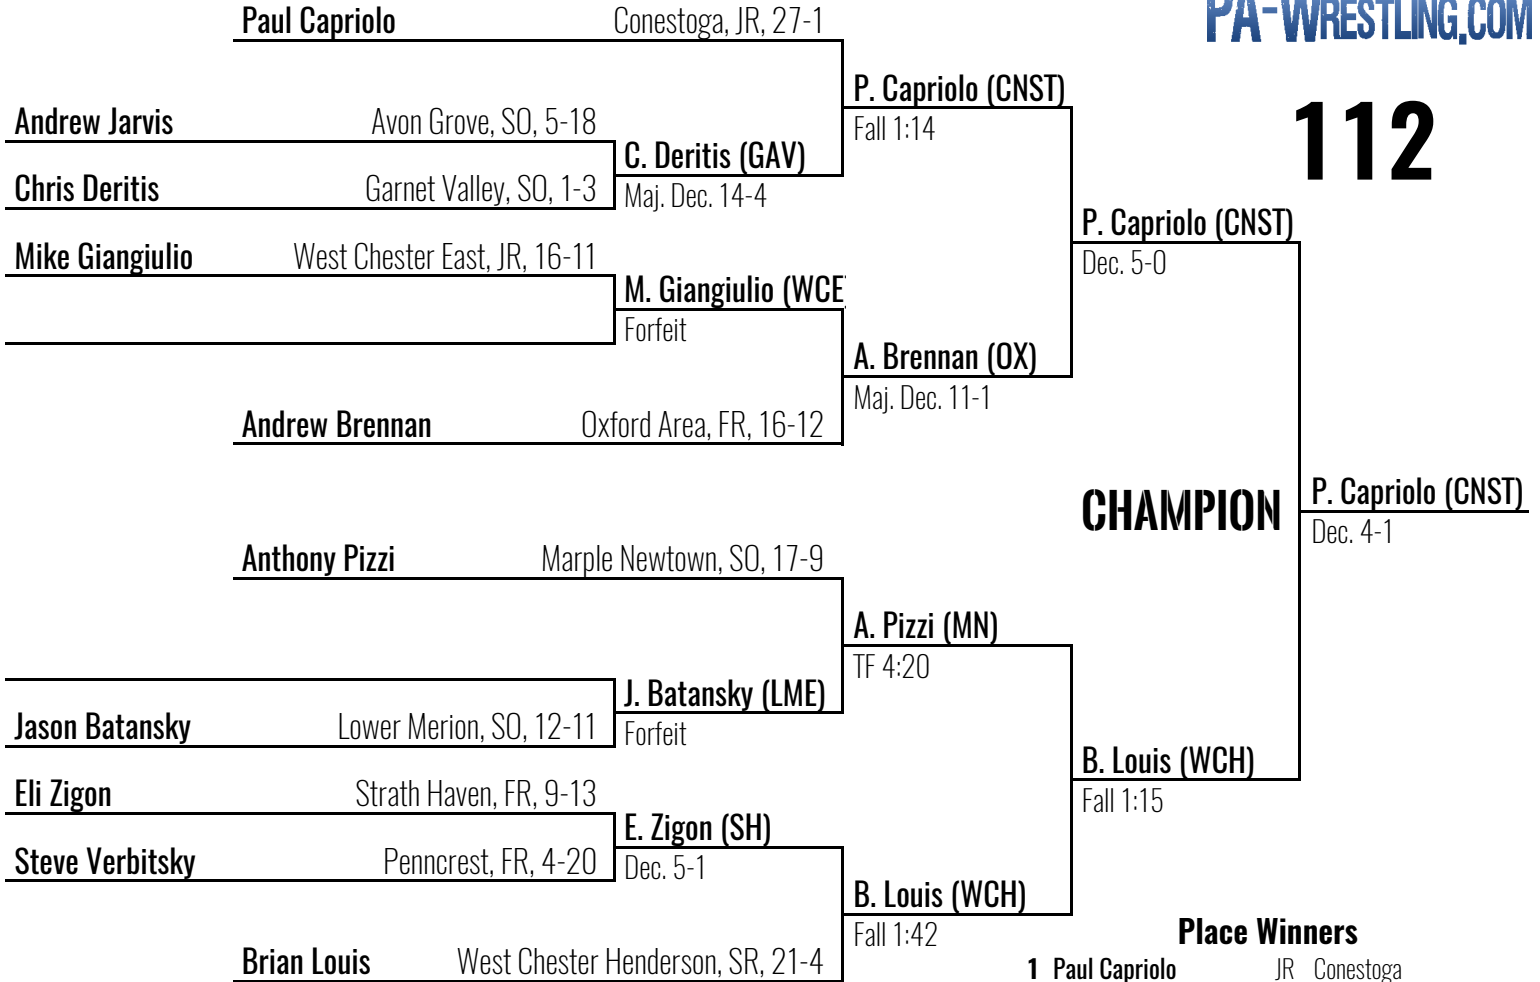 Paul Capriolo Conestoga, JR, 27-1
PA-WRESTLING.COM
P. Capriolo (CNST)
Fall 1:14
112
Andrew Jarvis Avon Grove, SO, 5-18
C. Deritis (GAV)
Maj. Dec. 14-4
Chris Deritis Garnet Valley, SO, 1-3
P. Capriolo (CNST)
Dec. 5-0
Mike Giangiulio West Chester East, JR, 16-11
M. Giangiulio (WCE)
Forfeit
A. Brennan (OX)
Maj. Dec. 11-1
Andrew Brennan Oxford Area, FR, 16-12
CHAMPION
P. Capriolo (CNST)
Dec. 4-1
Anthony Pizzi Marple Newtown, SO, 17-9
A. Pizzi (MN)
TF 4:20
J. Batansky (LME)
Forfeit
Jason Batansky Lower Merion, SO, 12-11
B. Louis (WCH)
Fall 1:15
Eli Zigon Strath Haven, FR, 9-13
E. Zigon (SH)
Dec. 5-1
Steve Verbitsky Penncrest, FR, 4-20
B. Louis (WCH)
Fall 1:42
Brian Louis West Chester Henderson, SR, 21-4
Place Winners
1 Paul Capriolo JR Conestoga